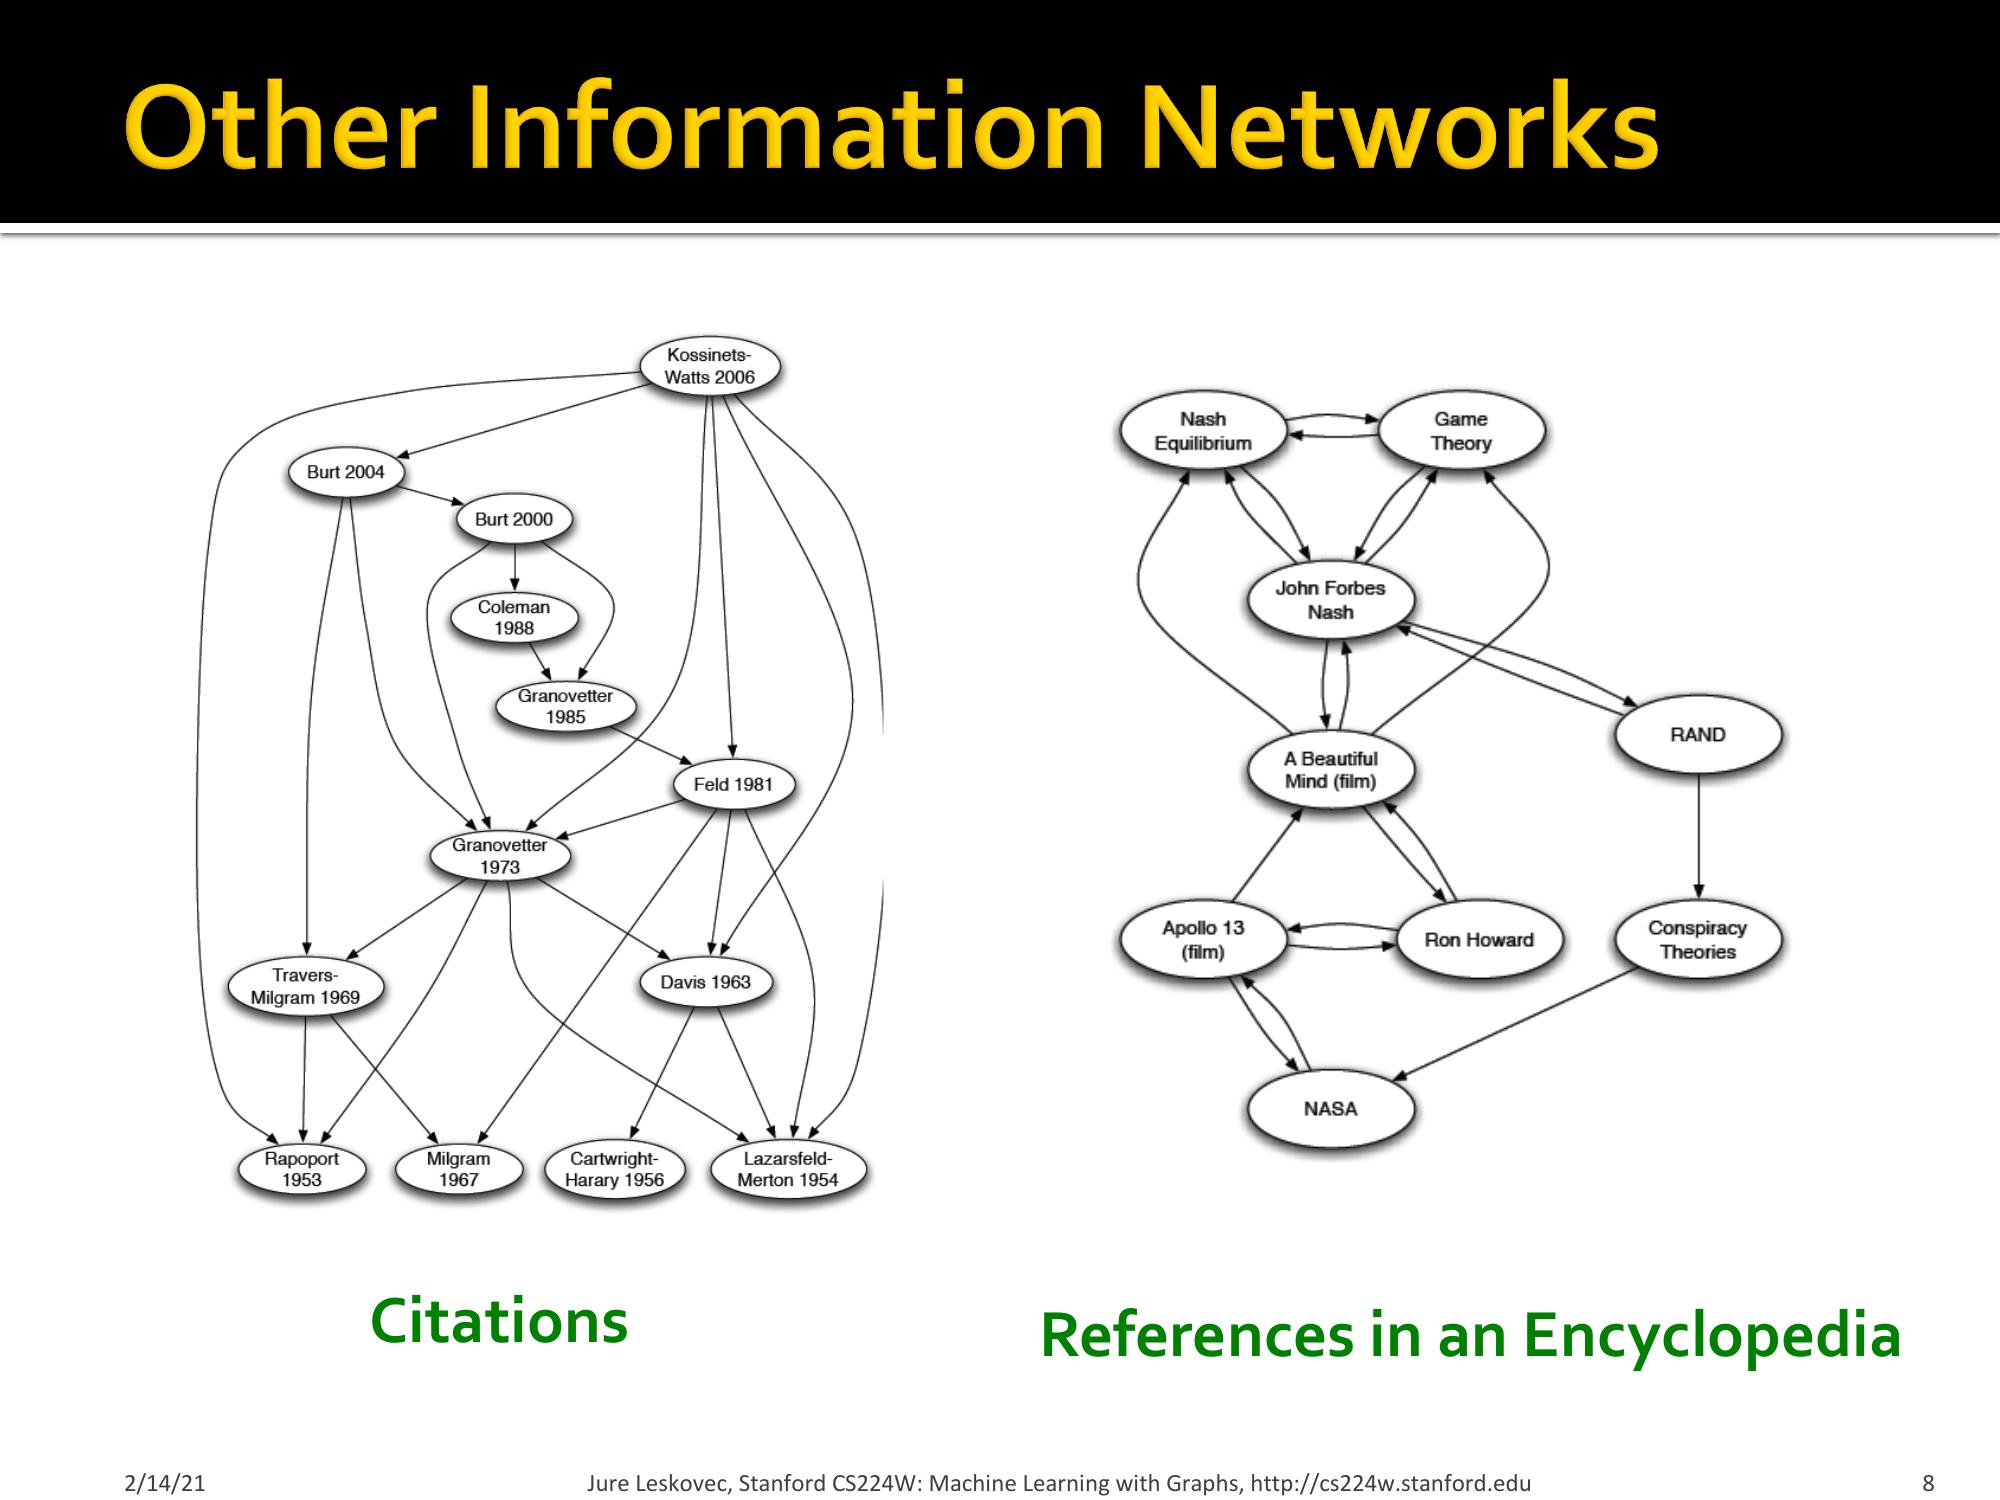 Other Information Networks
Kossinets-
Watts 2006
Burt 2004
Burt 2000
Coleman
1988
Granovetter
1985
Feld 1981
Granovetter
1973
Travers-
Milgram 1969
Davis 1963
Rapoport
1953
Milgram
1967
Cartwright-
Harary 1956
Lazarsfeld-
Merton 1954
Citations
Nash
Equilibrium
Game
Theory
John Forbes
Nash
RAND
A Beautiful
Mind (film)
Apollo 13
(film)
Ron Howard
Conspiracy
Theories
NASA
References in an Encyclopedia
2/14/21
Jure Leskovec, Stanford CS224W: Machine Learning with Graphs, http://cs224w.stanford.edu
8